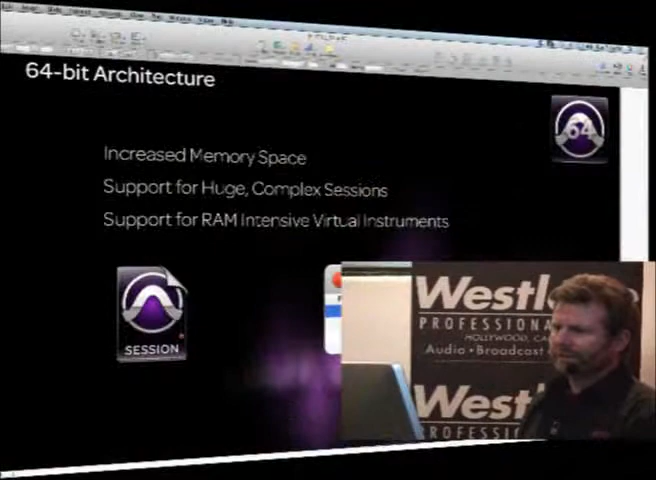 64-bit Architecture
64
Increased Memory Space
Support for Huge, Complex Sessions
Support for RAM Intensive Virtual Instruments
SESSION
Westl
PROFESSIONA
HOLLYWOOD, CA
Audio • Broadcast
Westl
PROFESS